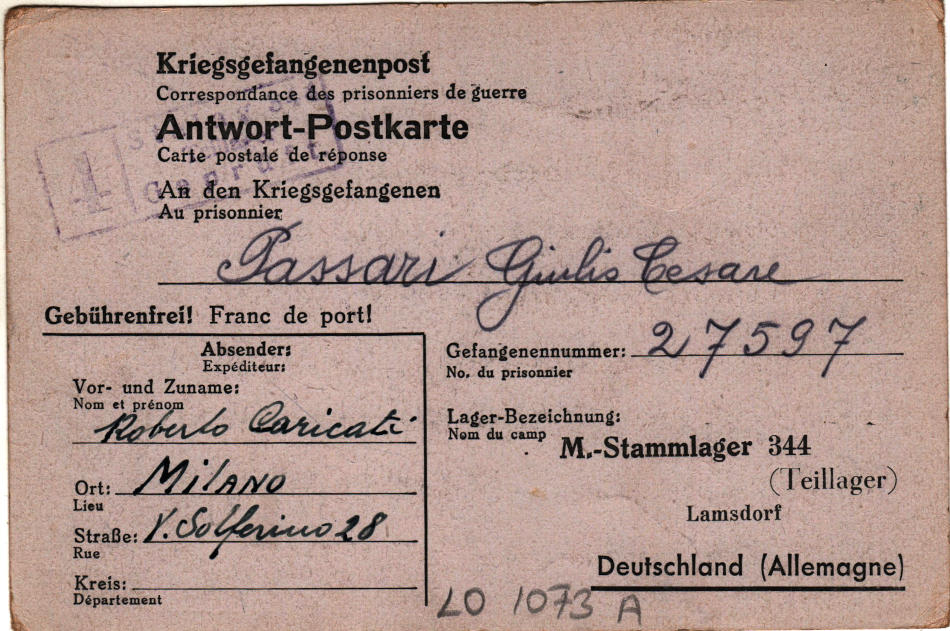 Kriegsgefangenenpost
Correspondance des prisonniers de guerre
Antwort-Postkarte
Carte postale de réponse
4
Geprüft
An den Kriegsgefangenen
Au prisonnier
Passari Giulio Cesare
Gebührenfrei! Franc de port!
Absender:
Expéditeur:
Vor- und Zuname:
Nom et prénom
Roberto Caricati
Ort: MILANO
Lieu
Straße: V. Solferino 28
Rue
Kreis:
Département
Gefangenennummer: 27597
No. du prisonnier
Lager-Bezeichnung:
Nom du camp
M.-Stammlager 344
(Teillager)
Lamsdorf
Deutschland (Allemagne)
LO 1073 A